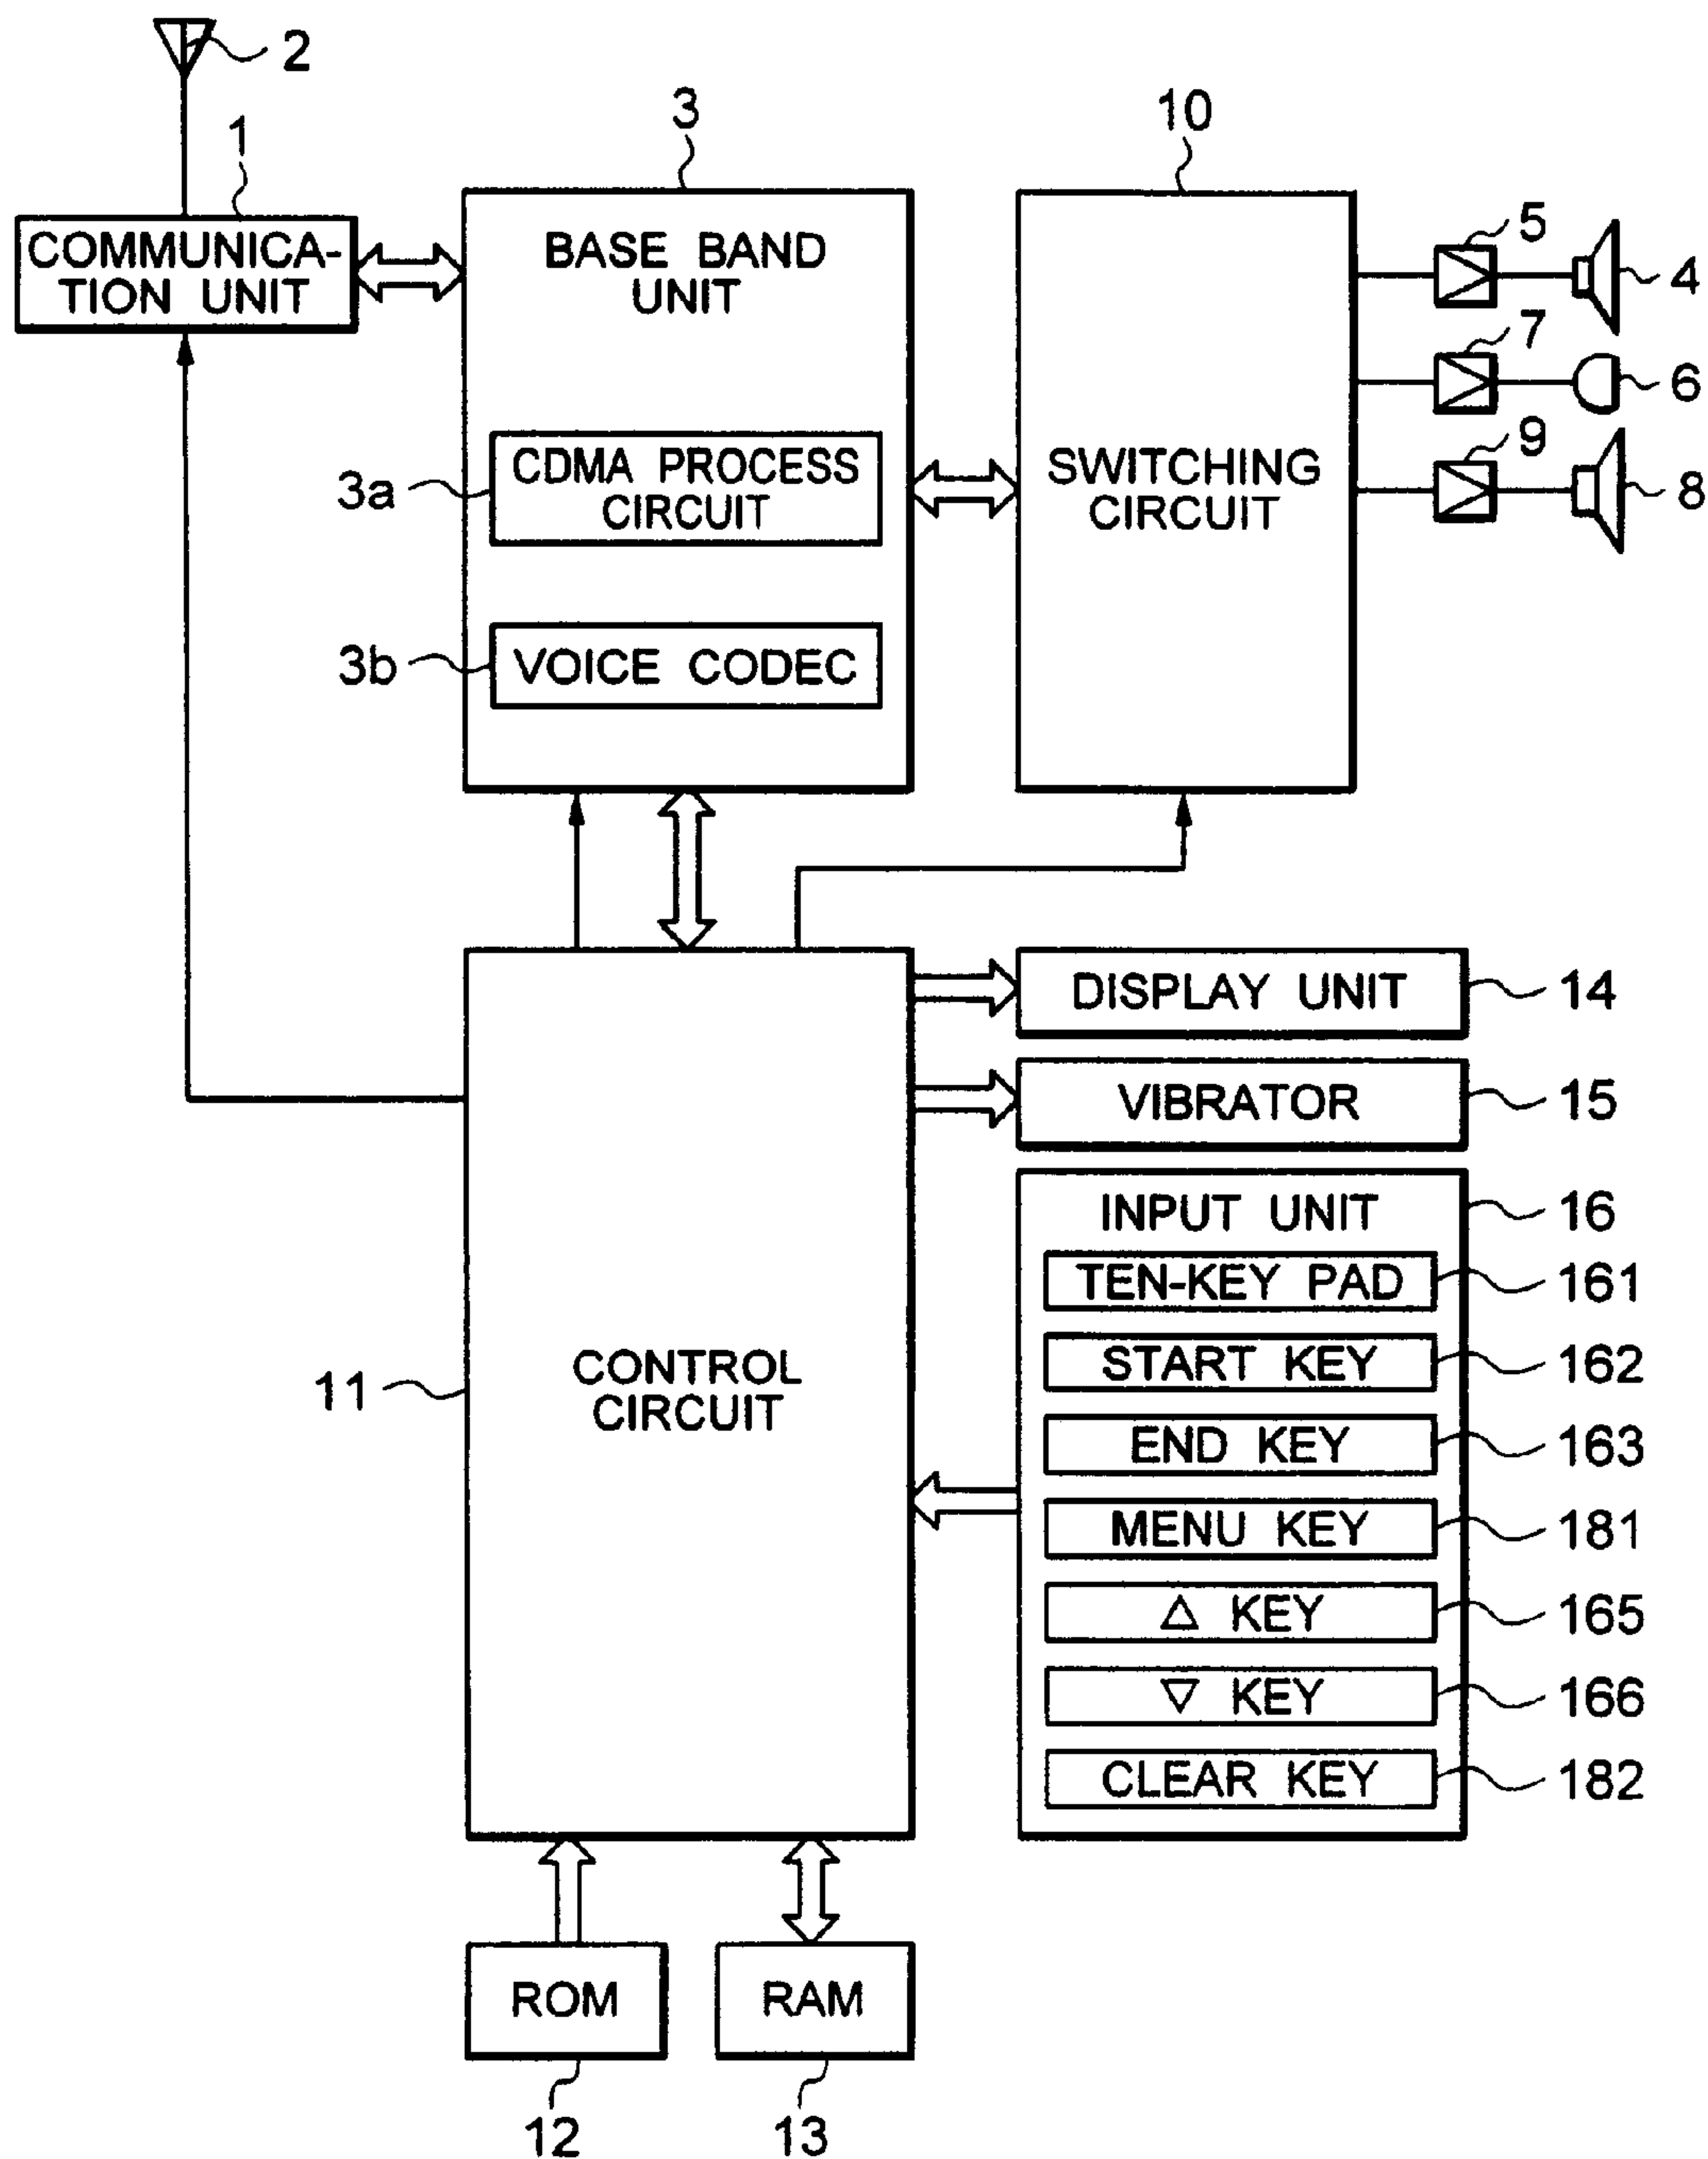 2
1
3
10
COMMUNICA-
TION UNIT
BASE BAND
UNIT
5
4
7
6
9
8
3a
CDMA PROCESS
CIRCUIT
SWITCHING
CIRCUIT
3b
VOICE CODEC
DISPLAY UNIT
14
VIBRATOR
15
INPUT UNIT
16
TEN-KEY PAD
161
START KEY
162
11
CONTROL
CIRCUIT
END KEY
163
MENU KEY
181
△ KEY
165
▽ KEY
166
CLEAR KEY
182
ROM
RAM
12
13